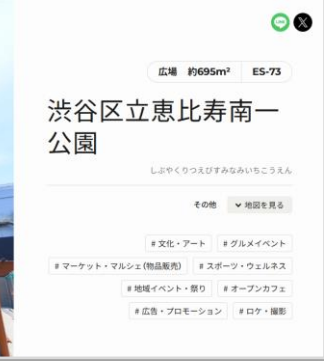 LINE
広場 約695m² ES-73
渋谷区立恵比寿南一
公園
しぶやくりつえびすみなみいちこうえん
その他 地図を見る
# 文化・アート # グルメイベント
# マーケット・マルシェ(物品販売) # スポーツ・ウェルネス
# 地域イベント・祭り # オープンカフェ
# 広告・プロモーション # ロケ・撮影